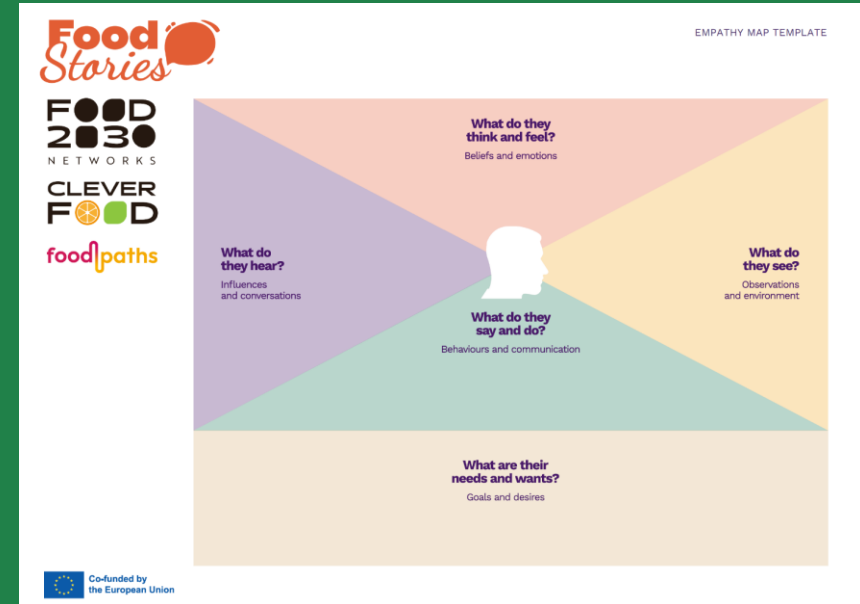 Food
Stories
EMPATHY MAP TEMPLATE
FOOD
2030
NETWORKS
CLEVER
FOOD
foodpaths
What do they
think and feel?
Beliefs and emotions
What do
they hear?
Influences
and conversations
What do
they see?
Observations
and environment
What do they
say and do?
Behaviours and communication
What are their
needs and wants?
Goals and desires
Co-funded by
the European Union